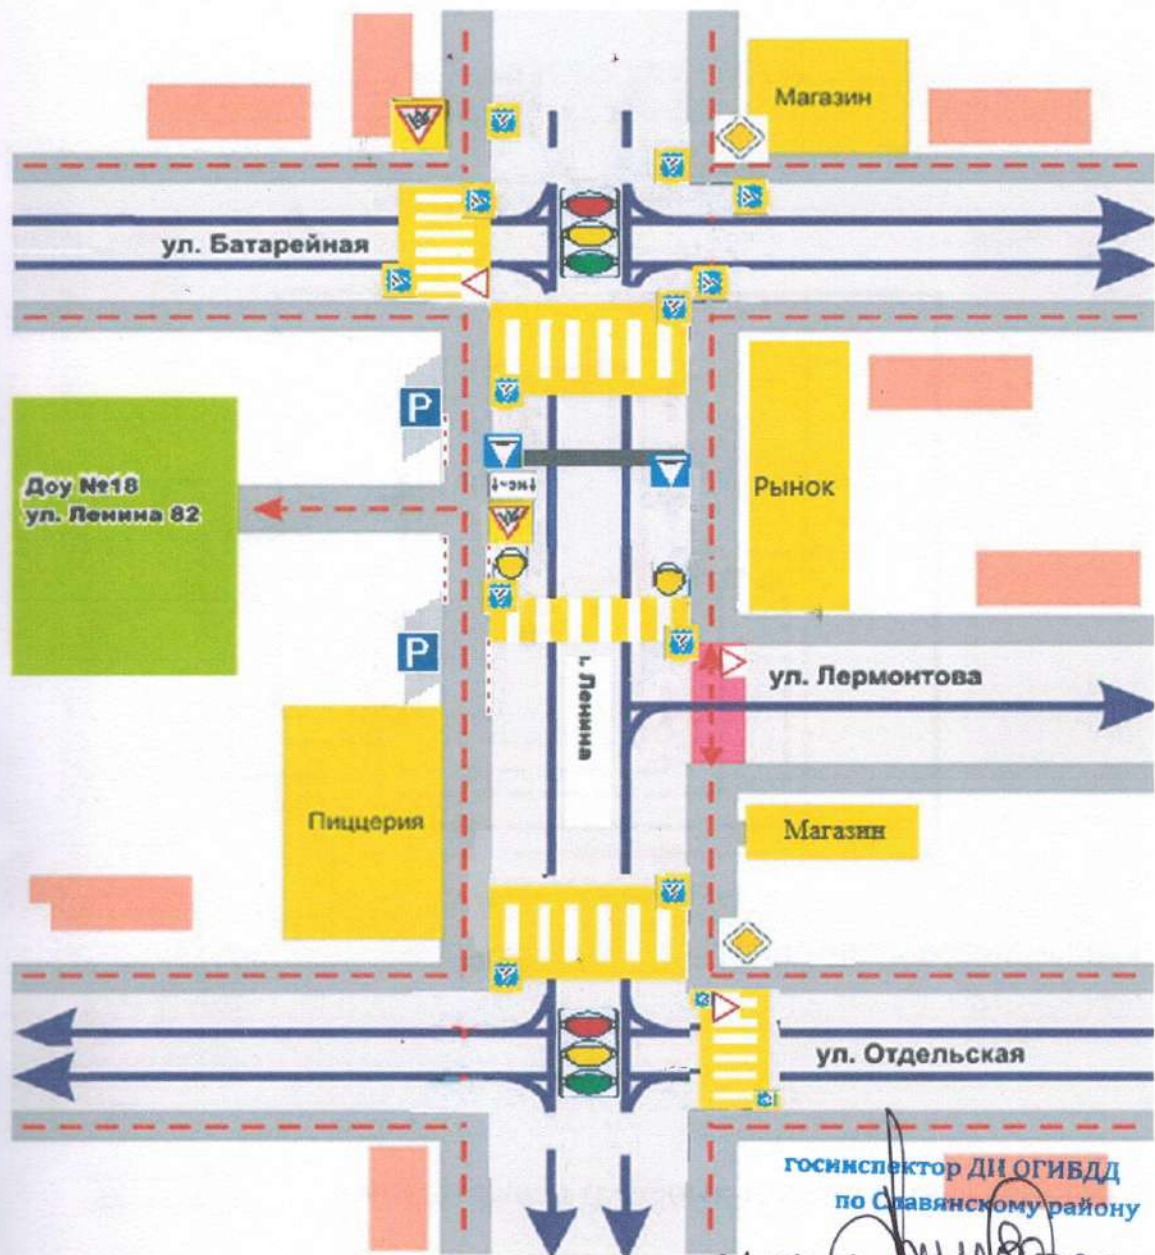 Магазин
ул. Батарейная
P
Доу №18
ул. Ленина 82
Рынок
P
ул. Лермонтова
. Ленина
Пиццерия
Магазин
ул. Отдельская
госинспектор ДИ ОГИБДД
по Славянскому району